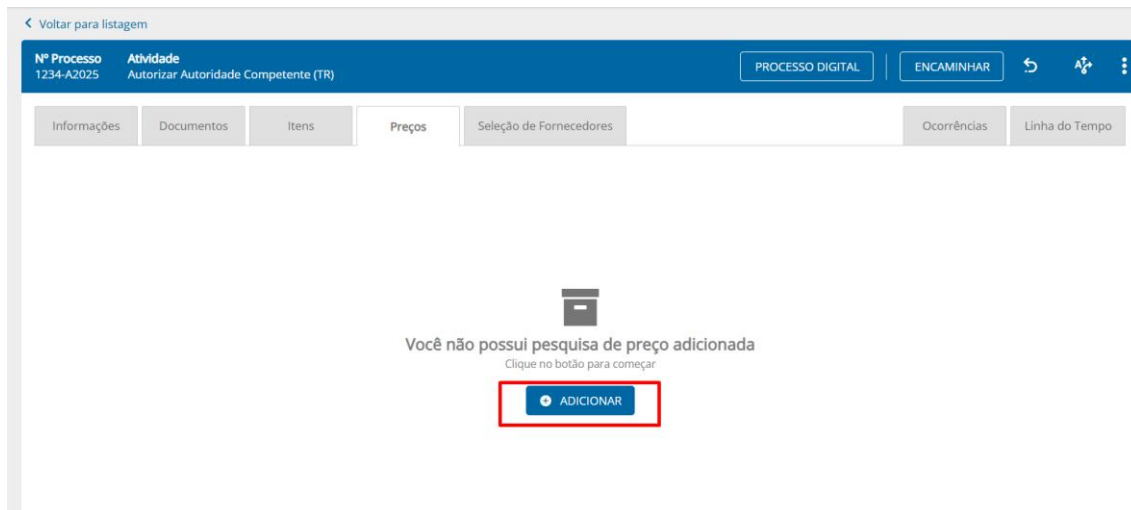 Voltar para listagem
Nº Processo Atividade
1234-A2025 Autorizar Autoridade Competente (TR)
PROCESSO DIGITAL ENCAMINHAR
Informações Documentos Itens Preços Seleção de Fornecedores Ocorrências Linha do Tempo
Você não possui pesquisa de preço adicionada
Clique no botão para começar
ADICIONAR